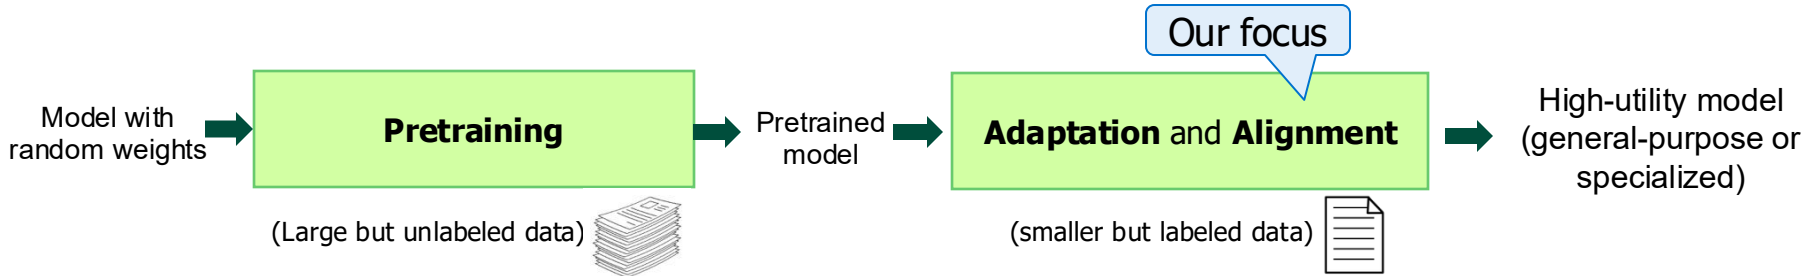 Our focus
Model with
random weights
Pretraining
Pretrained
model
Adaptation and Alignment
High-utility model
(general-purpose or
specialized)
(Large but unlabeled data)
(smaller but labeled data)